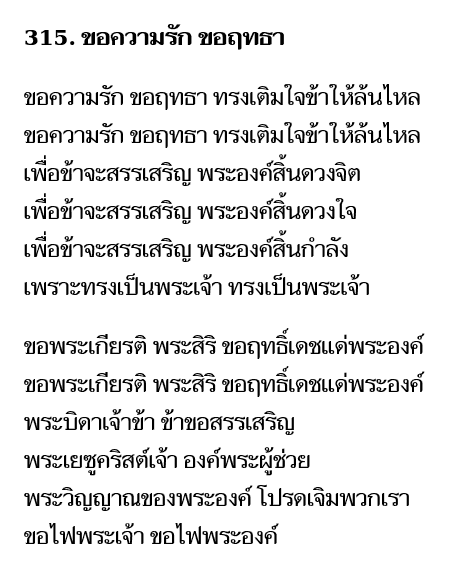 315. ขอความรัก ขอฤทธา
ขอความรัก ขอฤทธา ทรงเติมใจข้าให้ล้นไหล
ขอความรัก ขอฤทธา ทรงเติมใจข้าให้ล้นไหล
เพื่อข้าจะสรรเสริญ พระองค์สิ้นดวงจิต
เพื่อข้าจะสรรเสริญ พระองค์สิ้นดวงใจ
เพื่อข้าจะสรรเสริญ พระองค์สิ้นกำลัง
เพราะทรงเป็นพระเจ้า ทรงเป็นพระเจ้า
ขอพระเกียรติ พระสิริ ขอฤทธิ์เดชแด่พระองค์
ขอพระเกียรติ พระสิริ ขอฤทธิ์เดชแด่พระองค์
พระบิดาเจ้าข้า ข้าขอสรรเสริญ
พระเยซูคริสต์เจ้า องค์พระผู้ช่วย
พระวิญญาณของพระองค์ โปรดเจิมพวกเรา
ขอไฟพระเจ้า ขอไฟพระองค์